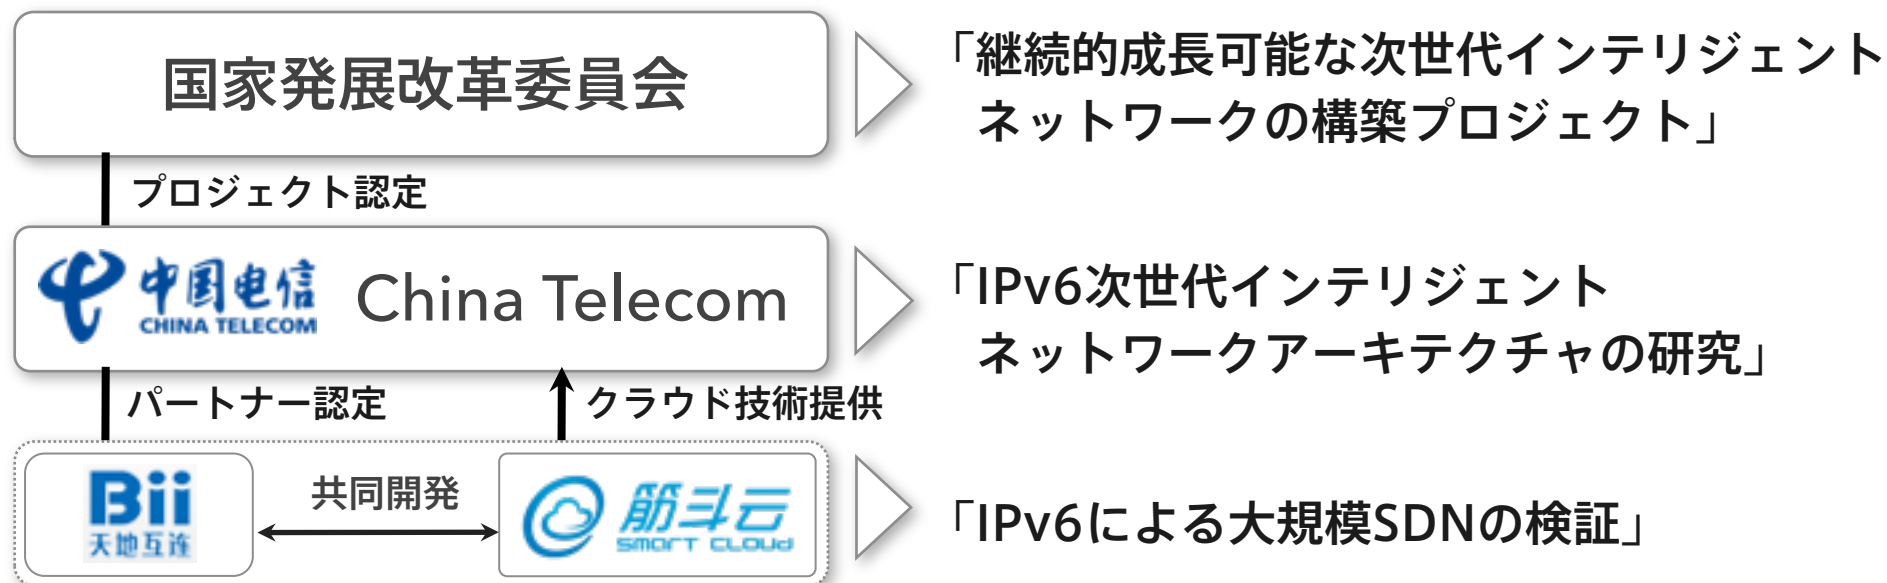 国家発展改革委員会
「継続的成長可能な次世代インテリジェント
ネットワークの構築プロジェクト」
プロジェクト認定
中国电信
CHINA TELECOM
China Telecom
「IPv6次世代インテリジェント
ネットワークアーキテクチャの研究」
パートナー認定
クラウド技術提供
Bii
天地互连
共同開発
筋斗云
SMART CLOUD
「IPv6による大規模SDNの検証」